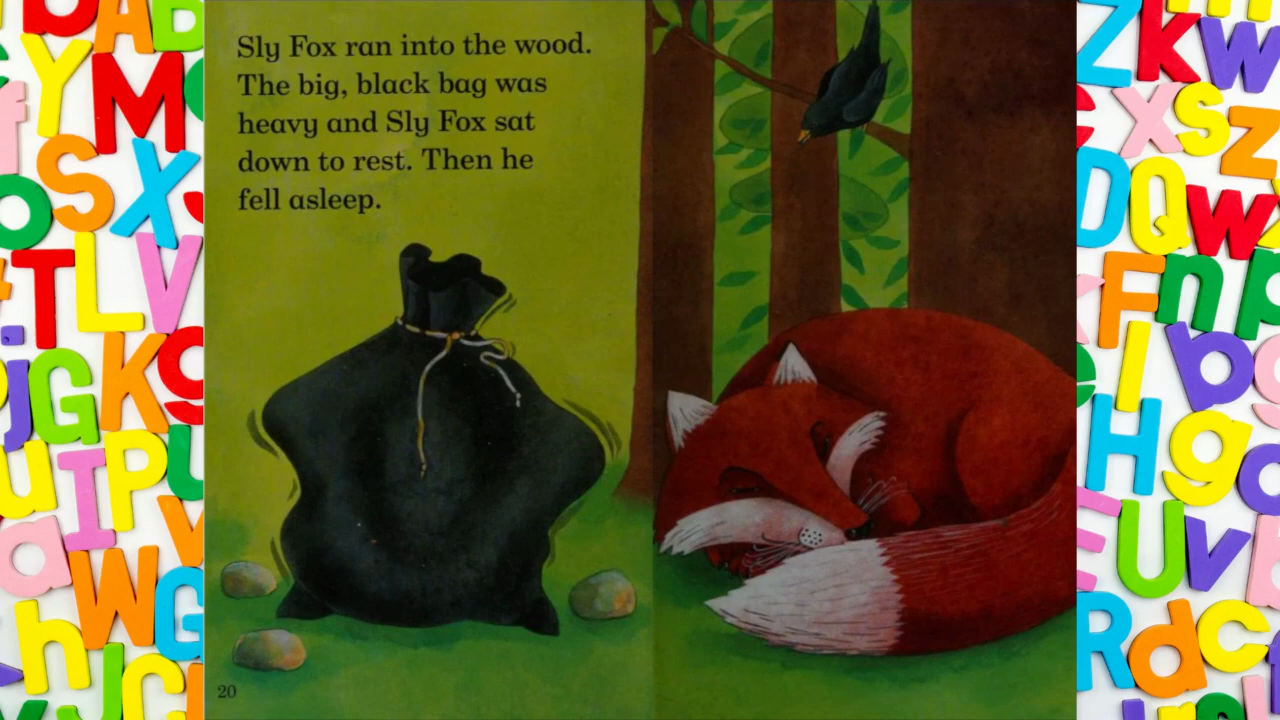 Sly Fox ran into the wood.
The big, black bag was
heavy and Sly Fox sat
down to rest. Then he
fell asleep.
20